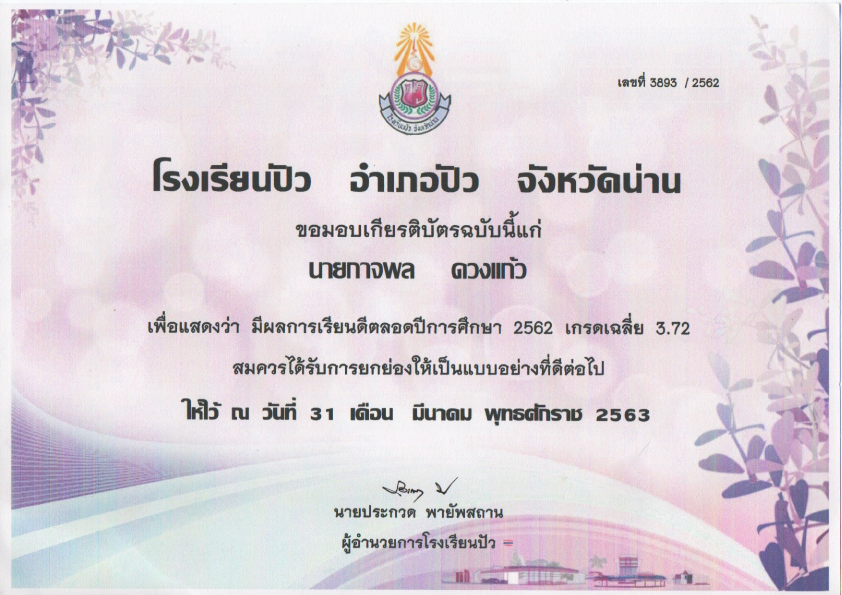 เลขที่ 3893 / 2562
โรงเรียนปัว จังหวัดน่าน
โรงเรียนปัว อำเภอปัว จังหวัดน่าน
ขอมอบเกียรติบัตรฉบับนี้แก่
นายกาจพล ดวงแก้ว
เพื่อแสดงว่า มีผลการเรียนดีตลอดปีการศึกษา 2562 เกรดเฉลี่ย 3.72
สมควรได้รับการยกย่องให้เป็นแบบอย่างที่ดีต่อไป
ให้ไว้ ณ วันที่ 31 เดือน มีนาคม พุทธศักราช 2563
นายประกวด พายัพสถาน
ผู้อำนวยการโรงเรียนปัว